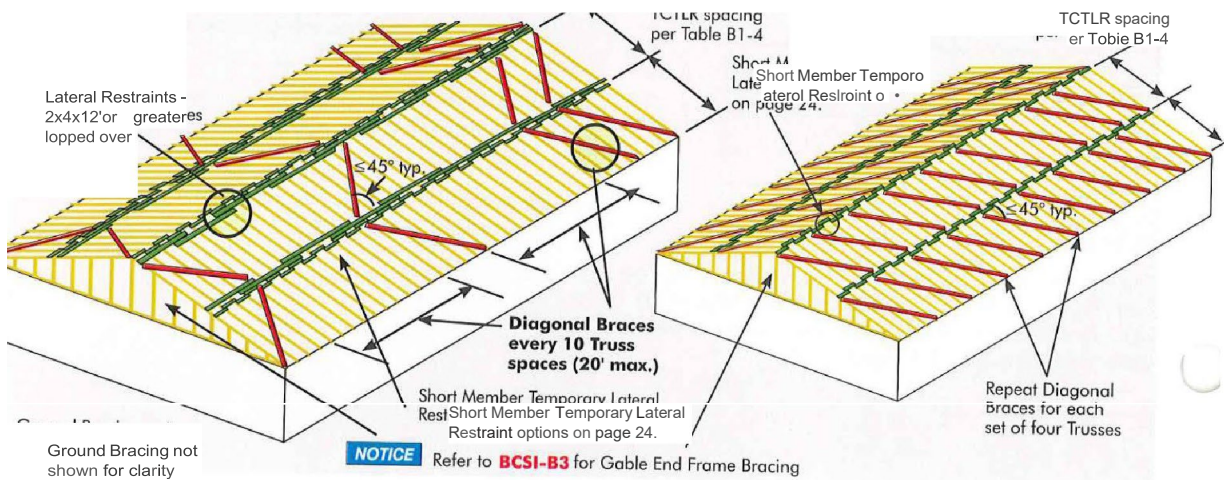 TCTLR spacing
per Table B1-4
Short M
Late
on page 24.
Lateral Restraints -
2x4x12'or greateres
lopped over
≤45° typ.
Diagonal Braces
every 10 Truss
spaces (20' max.)
Short Member Temporary Lateral
Rest
Short Member Temporary Lateral
Restraint options on page 24.
Ground Bracing not
shown for clarity
NOTICE Refer to BCSI-B3 for Gable End Frame Bracing
TCTLR spacing
er Tobie B1-4
Short Member Temporo
aterol Reslroint o
≤45° typ.
Repeat Diagonal
Braces for each
set of four Trusses